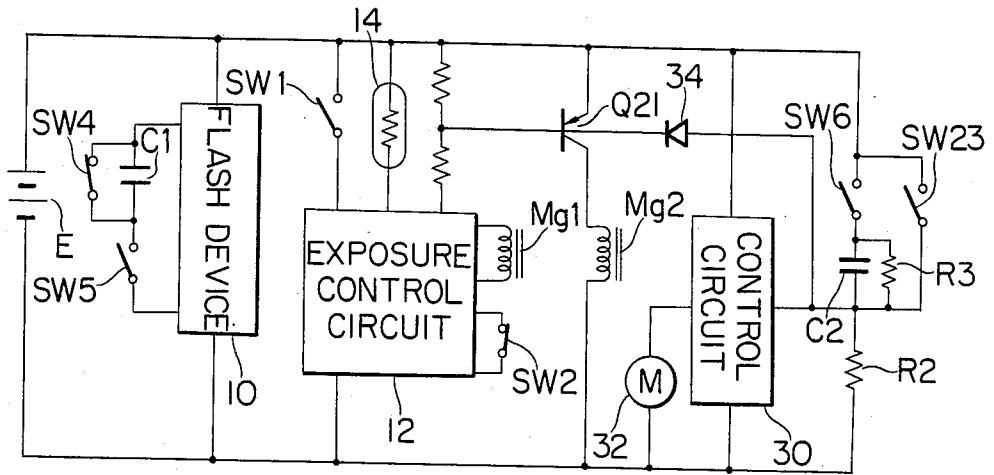 14
34
SW1
Q21
SW4
C1
SW6
SW23
E
FLASH DEVICE
Mg1
Mg2
EXPOSURE
CONTROL
CIRCUIT
CONTROL
CIRCUIT
R3
SW5
C2
SW2
M
R2
10
12
32
30